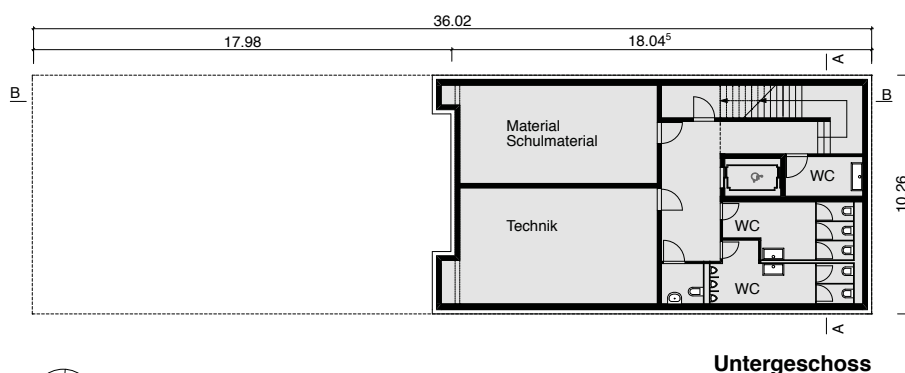 36.02
17.98
18.04⁵
A
B
B
Material
Schulmaterial
WC
10.26
Technik
WC
WC
A
Untergeschoss